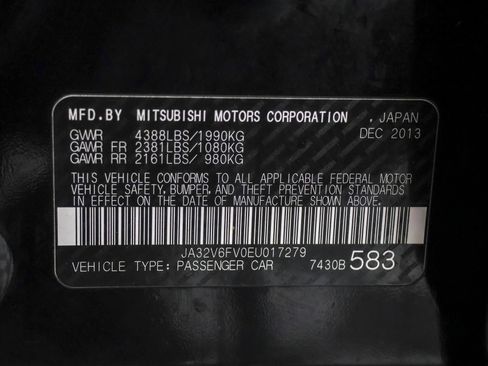 MFD.BY MITSUBISHI MOTORS CORPORATION , JAPAN
GVWR 4388LBS/1990KG DEC 2013
GAWR FR 2381LBS/1080KG
GAWR RR 2161LBS/ 980KG
THIS VEHICLE CONFORMS TO ALL APPLICABLE FEDERAL MOTOR
VEHICLE SAFETY, BUMPER, AND THEFT PREVENTION STANDARDS
IN EFFECT ON THE DATE OF MANUFACTURE SHOWN ABOVE.
JA32V6FV0EU017279
VEHICLE TYPE: PASSENGER CAR 7430B 583